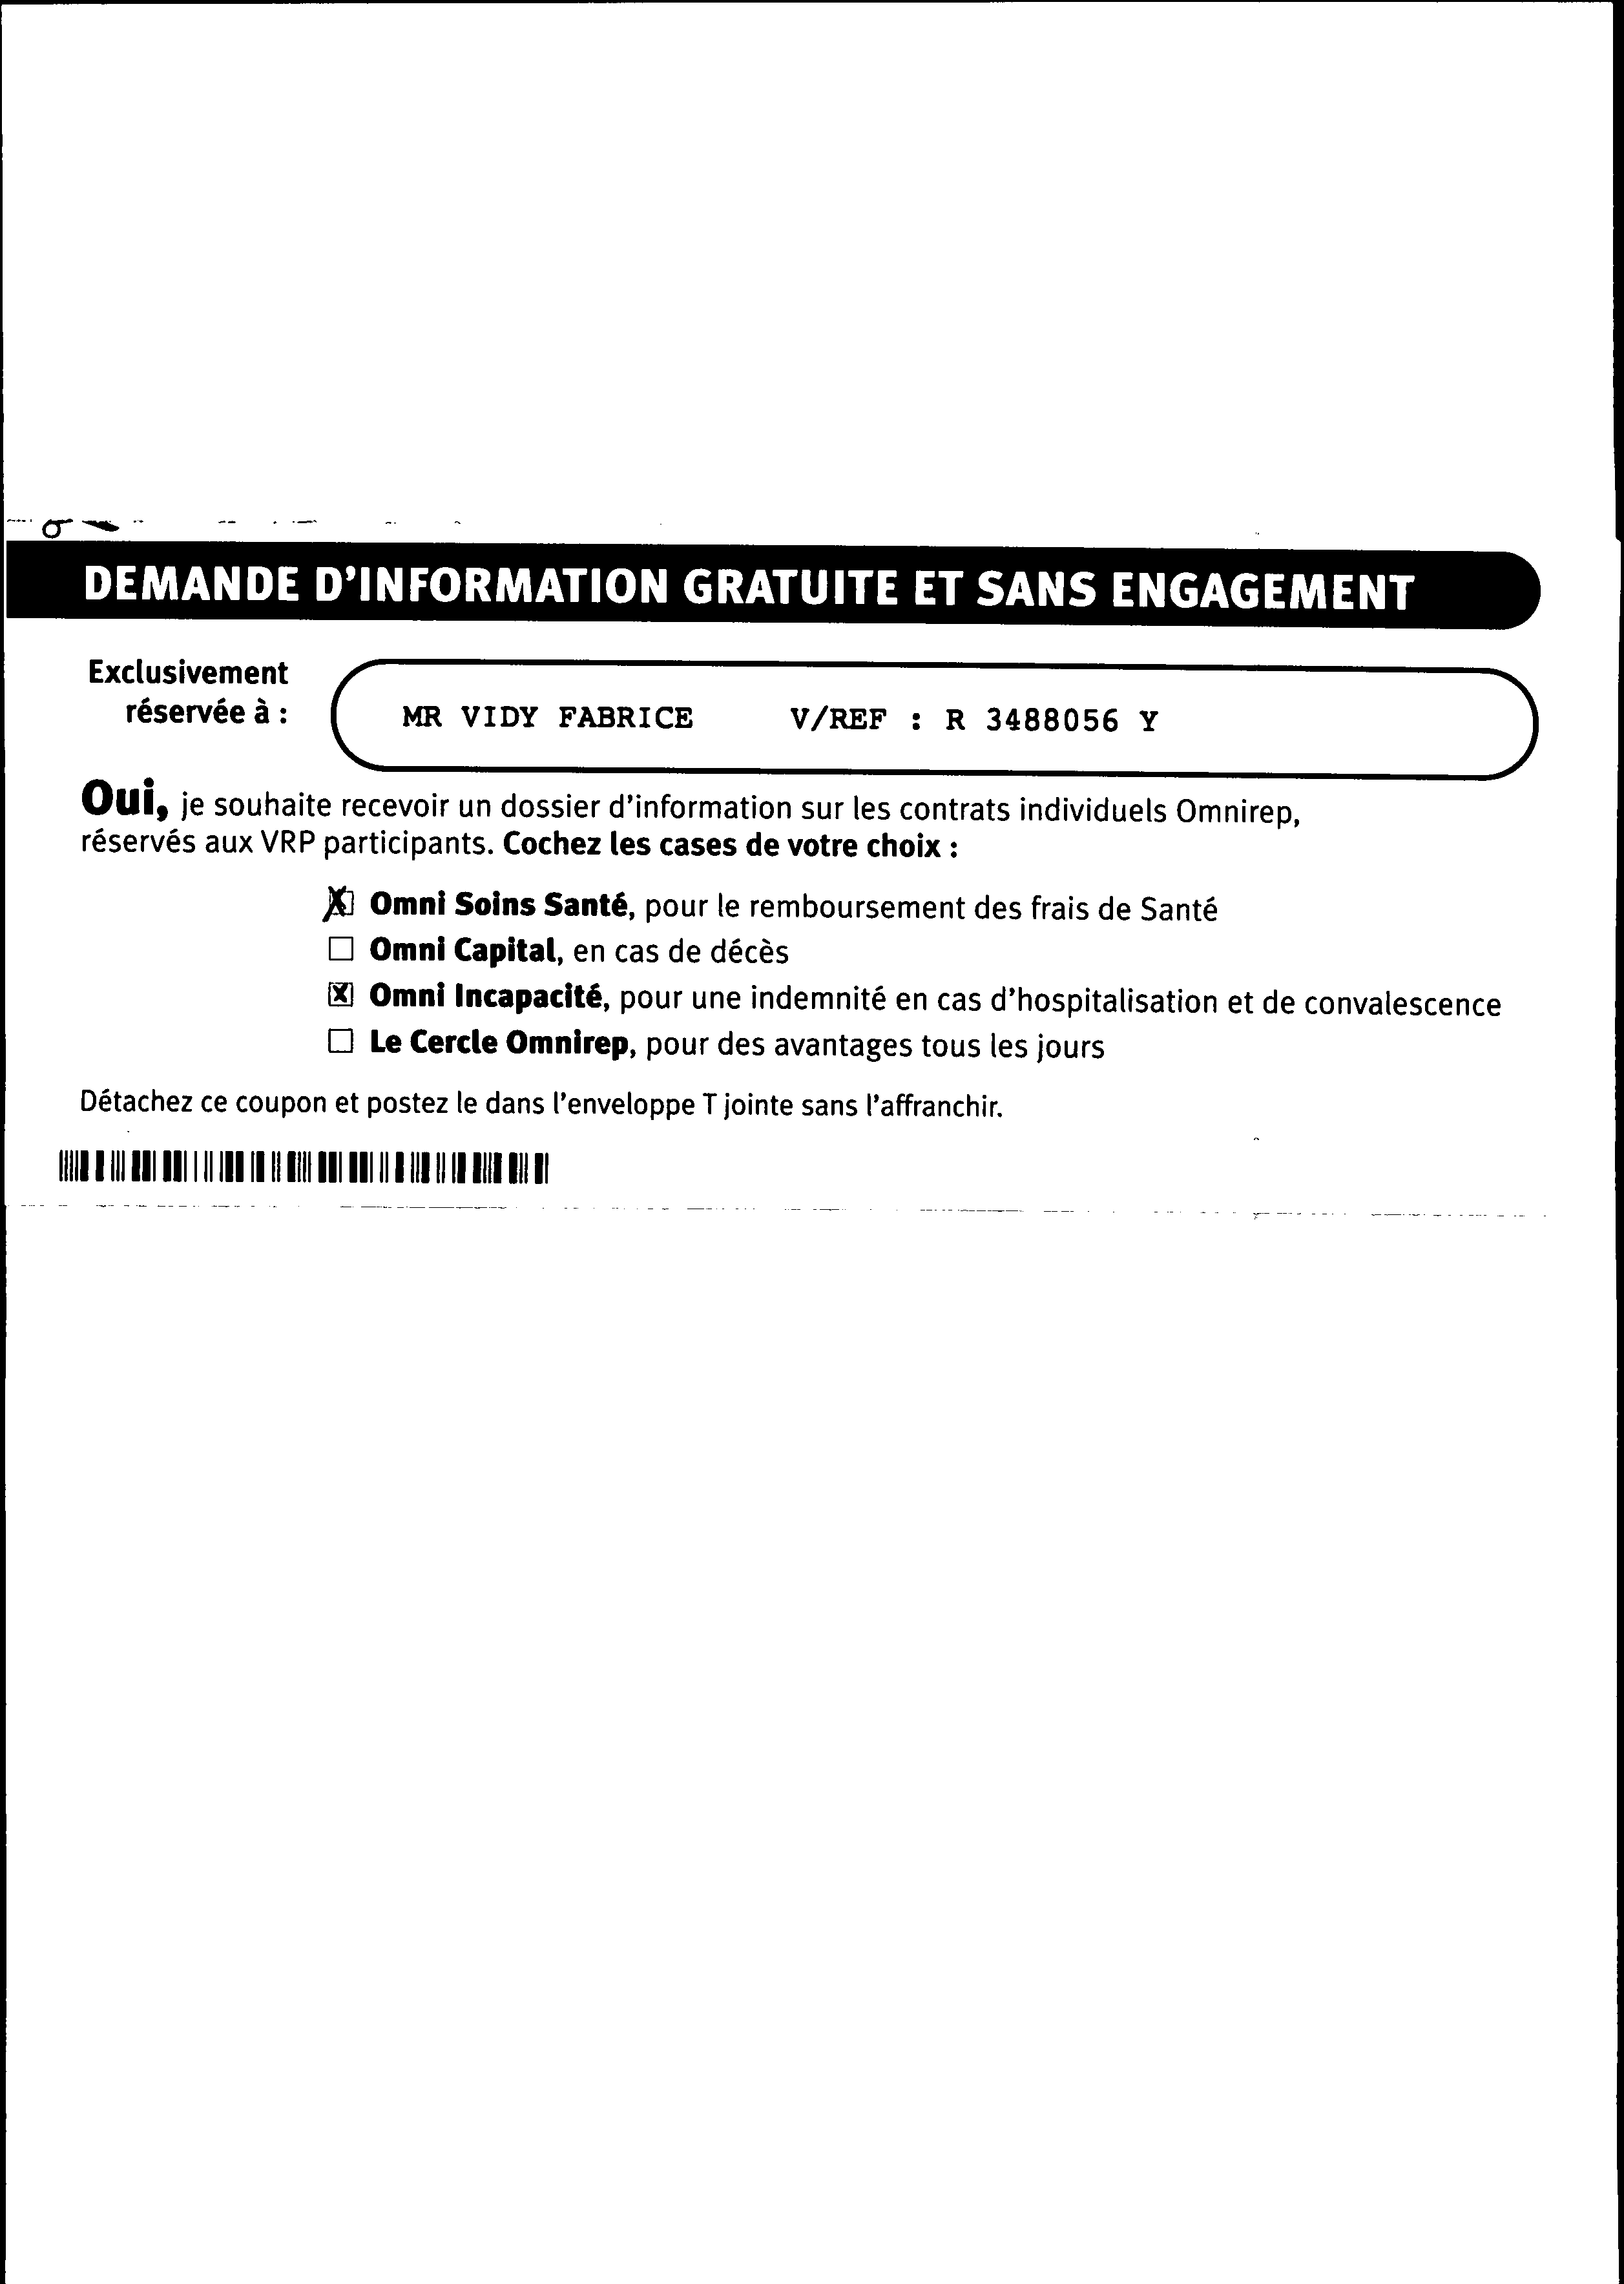 DEMANDE D'INFORMATION GRATUITE ET SANS ENGAGEMENT
Exclusivement
réservée à :
MR VIDY FABRICE V/REF : R 3488056 Y
Oui, je souhaite recevoir un dossier d'information sur les contrats individuels Omnirep,
réservés aux VRP participants. Cochez les cases de votre choix :
Omni Soins Santé, pour le remboursement des frais de Santé
Omni Capital, en cas de décès
Omni Incapacité, pour une indemnité en cas d'hospitalisation et de convalescence
Le Cercle Omnirep, pour des avantages tous les jours
Détachez ce coupon et postez le dans l'enveloppe T jointe sans l'affranchir.